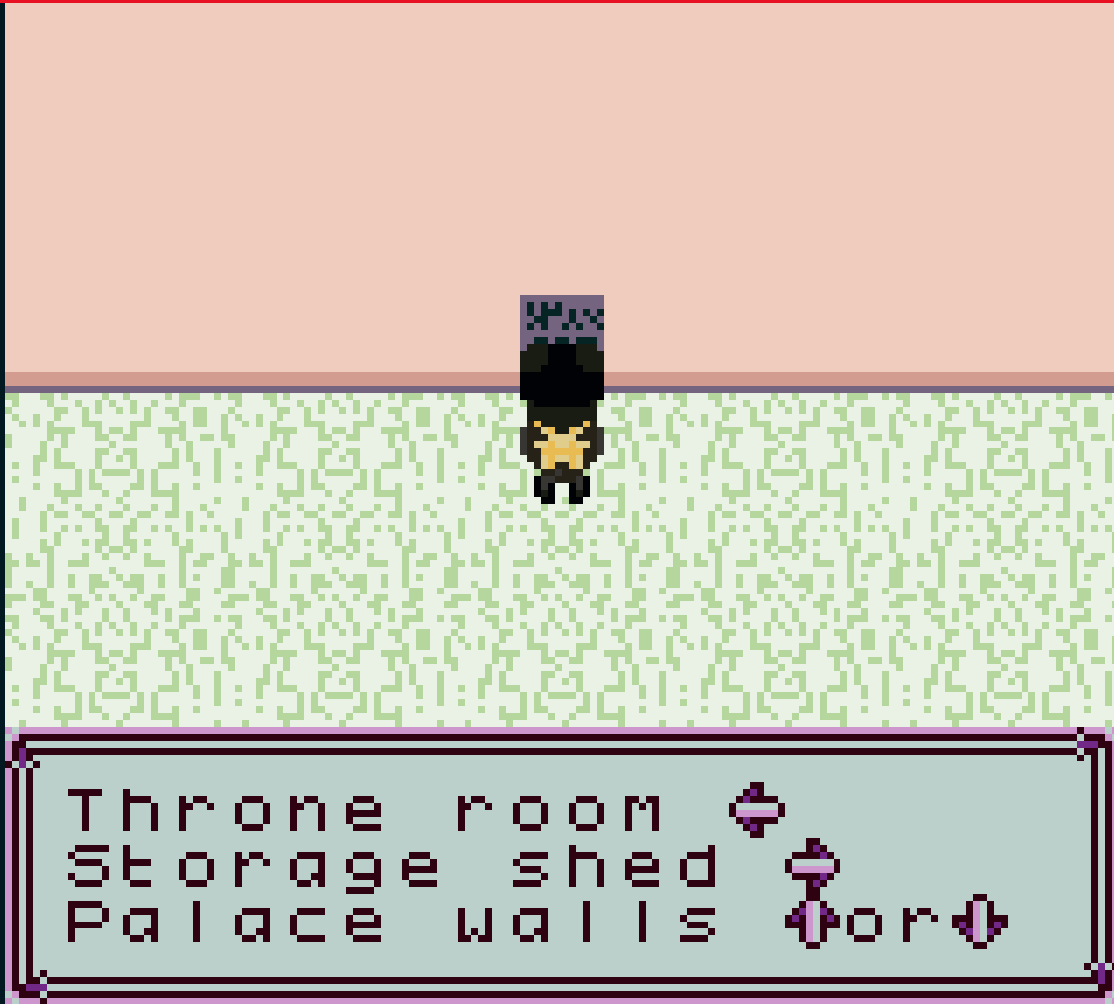 Throne room ←
Storage shed →
Palace walls ↑or↓